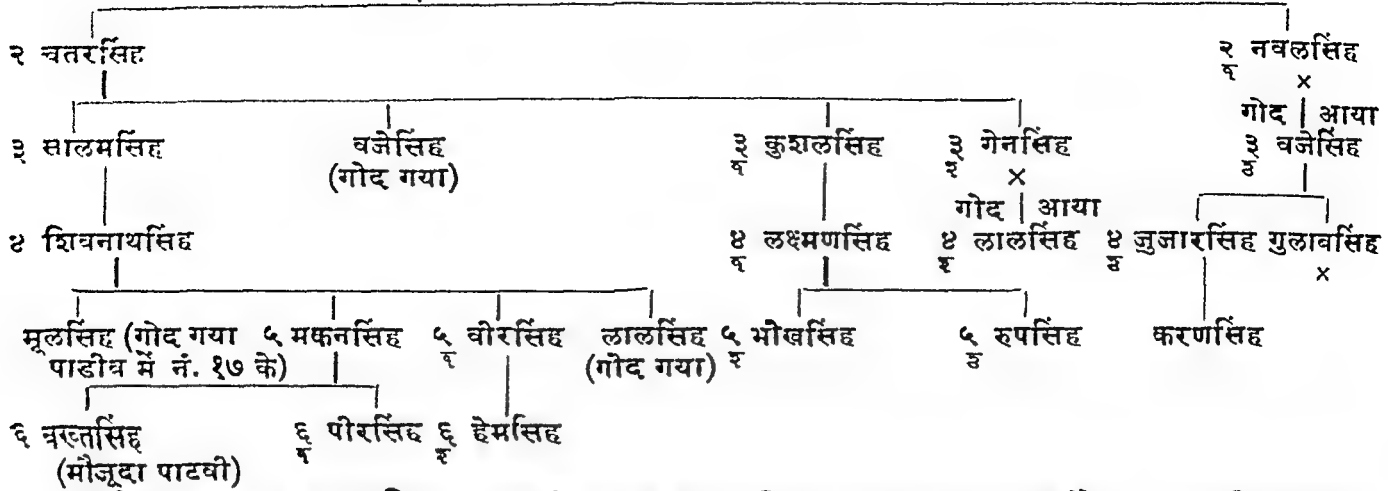 २ चतरसिंह २/१ नवलसिंह
×
गोद | आया
३ सालमसिंह वजेसिंह ३/१ कुशलसिंह ३/२ गेनसिंह ३/३ वजेसिंह
(गोद गया) ×
गोद | आया
४ शिवनाथसिंह ४/१ लक्ष्मणसिंह ४/२ लालसिंह ४/३ जुजारसिंह गुलावसिंह
×
मूलसिंह (गोद गया ५ मकनसिंह ५/१ वीरसिंह लालसिंह ५/२ भीखसिंह ५/३ रुपसिंह करणसिंह
पाडीव में नं. १७ के) (गोद गया)
६ वख्तसिंह ६/१ पीरसिंह ६/२ हेमसिंह
(मौजूदा पाटवी)